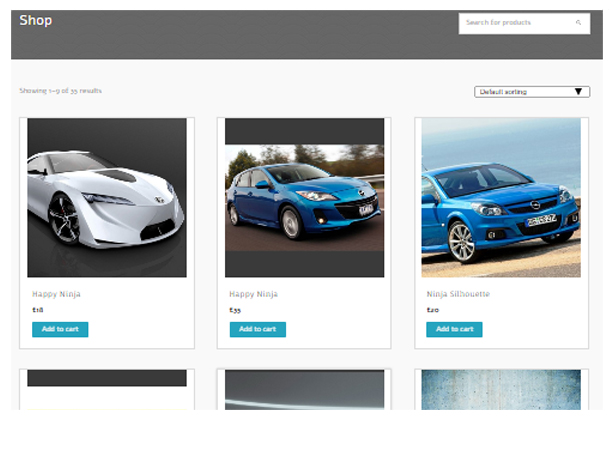 Shop
Search for products
Showing 1–9 of 35 results
Default sorting
Happy Ninja
£18
Add to cart
Happy Ninja
£35
Add to cart
Ninja Silhouette
£20
Add to cart